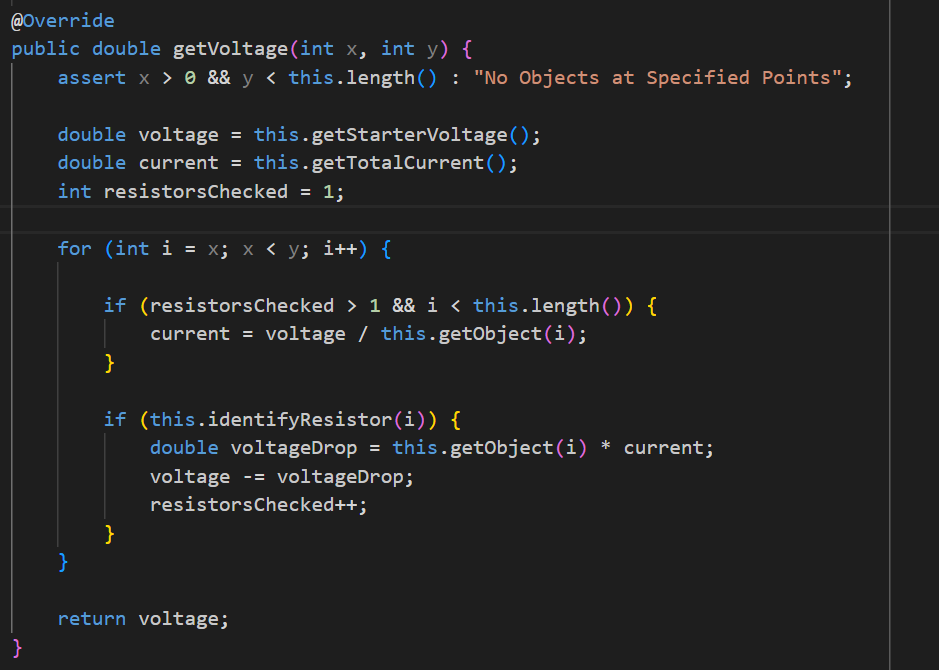 @Override
public double getVoltage(int x, int y) {
    assert x > 0 && y < this.length() : "No Objects at Specified Points";

    double voltage = this.getStarterVoltage();
    double current = this.getTotalCurrent();
    int resistorsChecked = 1;

    for (int i = x; x < y; i++) {

        if (resistorsChecked > 1 && i < this.length()) {
            current = voltage / this.getObject(i);
        }

        if (this.identifyResistor(i)) {
            double voltageDrop = this.getObject(i) * current;
            voltage -= voltageDrop;
            resistorsChecked++;
        }
    }

    return voltage;
}